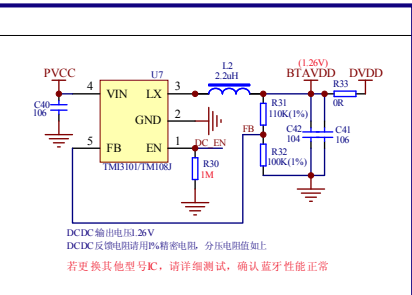 (1.26V)
PVCC
U7
L2
2.2uH
BTAVDD
R33
DVDD
0R
4
VIN
LX
3
C40
106
GND
2
R31
110K(1%)
FB
C42
104
C41
106
5
FB
EN
1
DC_EN
R32
100K(1%)
R30
1M
TMI3101/TM108J
DCDC输出电压1.26V
DCDC反馈电阻请用1%精密电阻，分压电阻值如上
若更换其他型号IC，请详细测试，确认蓝牙性能正常